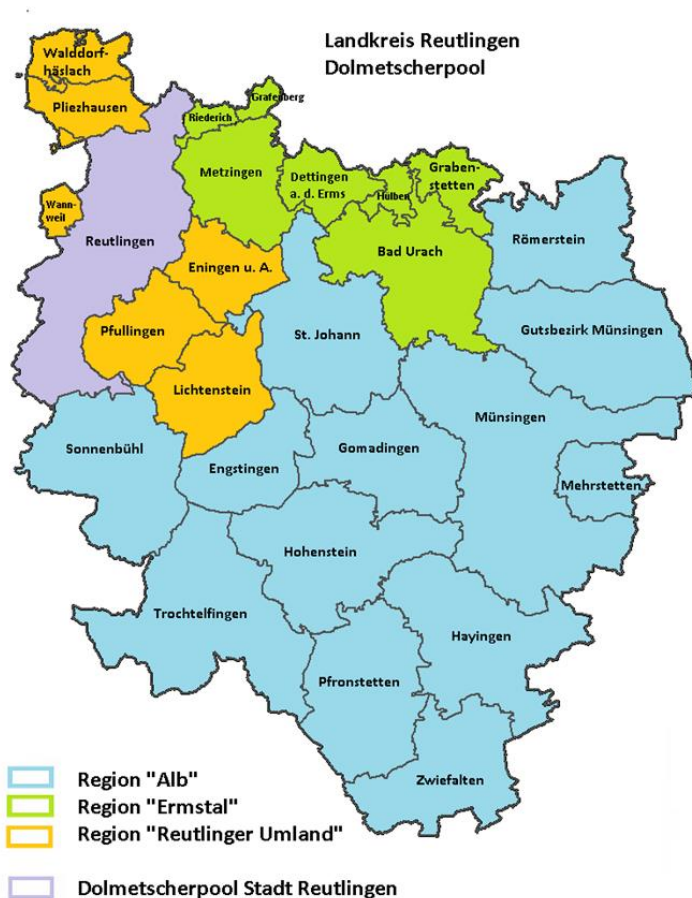 Landkreis Reutlingen
Dolmetscherpool
Walddorf-
häslach
Pliezhausen
Grafenberg
Riederich
Metzingen
Dettingen
a. d. Erms
Hülben
Graben-
stetten
Wann-
weil
Reutlingen
Eningen u. A.
Bad Urach
Römerstein
Pfullingen
St. Johann
Gutsbezirk Münsingen
Lichtenstein
Münsingen
Sonnenbühl
Engstingen
Gomadingen
Mehrstetten
Hohenstein
Trochtelfingen
Hayingen
Pfronstetten
Zwiefalten
Region "Alb"
Region "Ermstal"
Region "Reutlinger Umland"
Dolmetscherpool Stadt Reutlingen